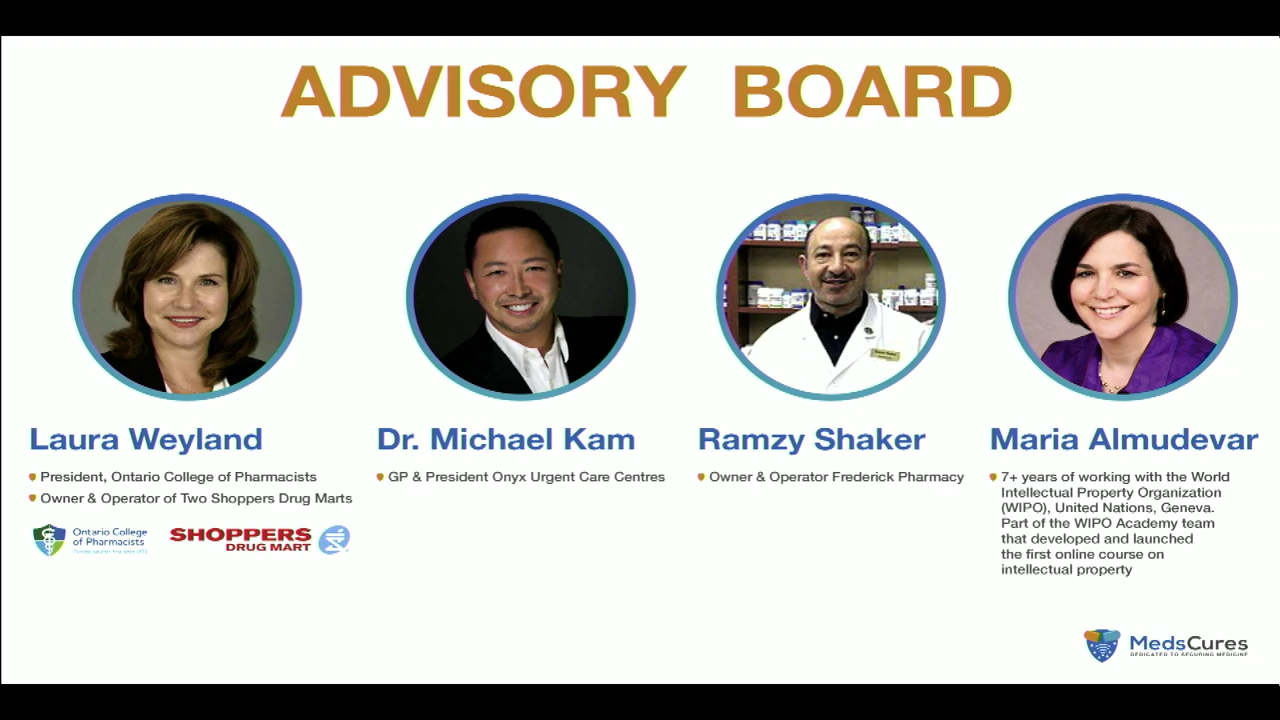 ADVISORY BOARD
Laura Weyland
President, Ontario College of Pharmacists
Owner & Operator of Two Shoppers Drug Marts
Ontario College
of Pharmacists
SHOPPERS
DRUG MART
Dr. Michael Kam
GP & President Onyx Urgent Care Centres
Ramzy Shaker
Owner & Operator Frederick Pharmacy
Maria Almudevar
7+ years of working with the World
Intellectual Property Organization
(WIPO), United Nations, Geneva.
Part of the WIPO Academy team
that developed and launched
the first online course on
intellectual property
MedsCures
DEDICATED TO SECURING MEDICINE